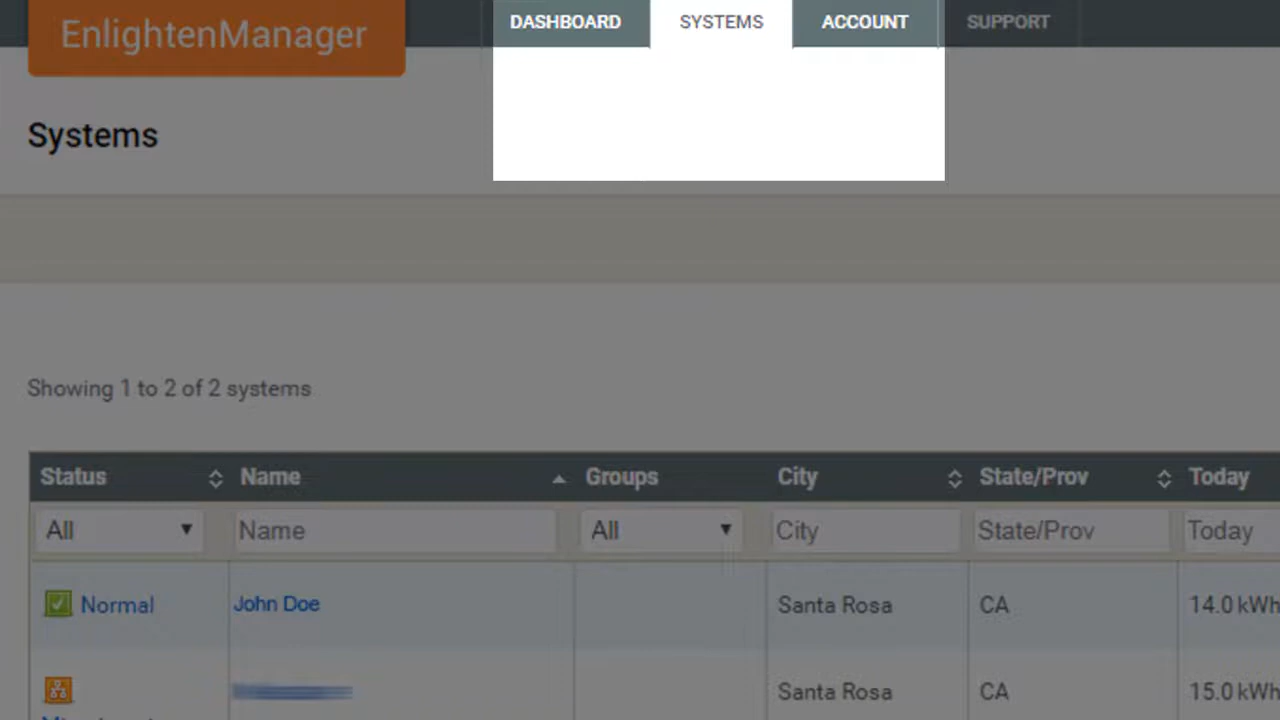 EnlightenManager
DASHBOARD SYSTEMS ACCOUNT SUPPORT
Systems
Showing 1 to 2 of 2 systems
Status Name Groups City State/Prov Today
All Name All City State/Prov Today
Normal John Doe Santa Rosa CA 14.0 kWh
Santa Rosa CA 15.0 kWh